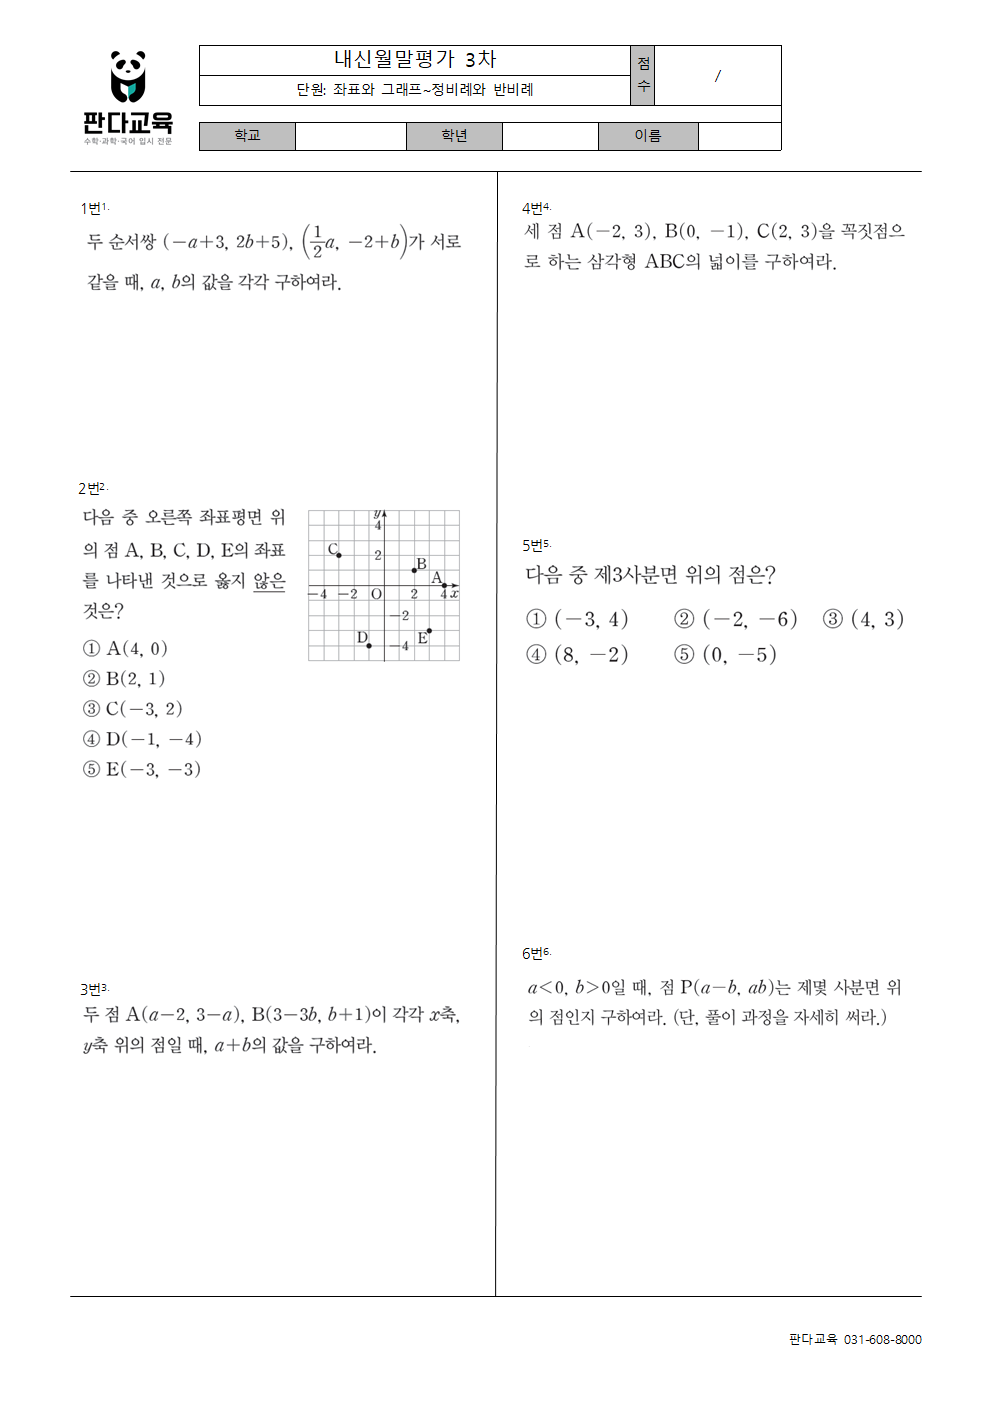 판다교육
수학·과학·국어 입시 전문
내신월말평가 3차
단원: 좌표와 그래프~정비례와 반비례
점수
/
학교
학년
이름
1번1.
두 순서쌍 (-a+3, 2b+5), (1/2 a, -2+b)가 서로
같을 때, a, b의 값을 각각 구하여라.
2번2.
다음 중 오른쪽 좌표평면 위
의 점 A, B, C, D, E의 좌표
를 나타낸 것으로 옳지 않은
것은?
① A(4, 0)
② B(2, 1)
③ C(-3, 2)
④ D(-1, -4)
⑤ E(-3, -3)
y
4
C
2
B
A
-4 -2 O 2 4 x
-2
D E
-4
3번3.
두 점 A(a-2, 3-a), B(3-3b, b+1)이 각각 x축,
y축 위의 점일 때, a+b의 값을 구하여라.
4번4.
세 점 A(-2, 3), B(0, -1), C(2, 3)을 꼭짓점으
로 하는 삼각형 ABC의 넓이를 구하여라.
5번5.
다음 중 제3사분면 위의 점은?
① (-3, 4) ② (-2, -6) ③ (4, 3)
④ (8, -2) ⑤ (0, -5)
6번6.
a<0, b>0일 때, 점 P(a-b, ab)는 제몇 사분면 위
의 점인지 구하여라. (단, 풀이 과정을 자세히 써라.)
판다교육 031-608-8000